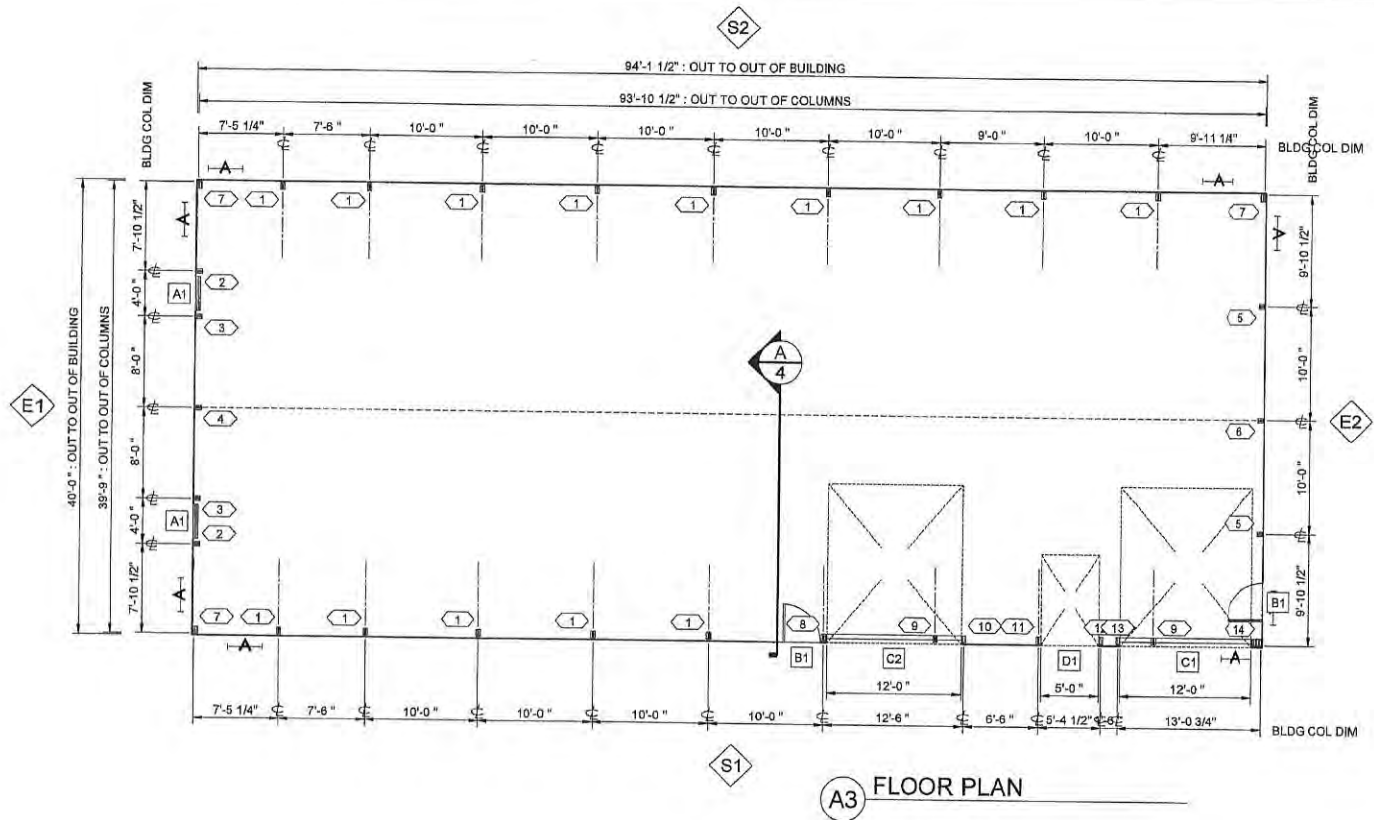 S2
94'-1 1/2" : OUT TO OUT OF BUILDING
93'-10 1/2" : OUT TO OUT OF COLUMNS
BLDG COL DIM
7'-5 1/4" 7'-6 " 10'-0 " 10'-0 " 10'-0 " 10'-0 " 10'-0 " 9'-0 " 10'-0 " 9'-11 1/4"
BLDG COL DIM
BLDG COL DIM
A A
7 1 1 1 1 1 1 1 1 1 7
A A
40'-0 " : OUT TO OUT OF BUILDING
39'-9 " : OUT TO OUT OF COLUMNS
7'-10 1/2"
4'-0 "
8'-0 "
8'-0 "
4'-0 "
7'-10 1/2"
A1 2
3
4
3
A1 2
A
E1
A
4
9'-10 1/2"
10'-0 "
10'-0 "
9'-10 1/2"
5
6
5
E2
B1
7 1 1 1 1 1 8 9 10 11 13 9 14
A A
B1 C2 D1 C1
12'-0 " 5'-0 " 12'-0 "
7'-5 1/4" 7'-6 " 10'-0 " 10'-0 " 10'-0 " 10'-0 " 12'-6 " 6'-6 " 5'-4 1/2" 13'-0 3/4"
BLDG COL DIM
S1
A3 FLOOR PLAN